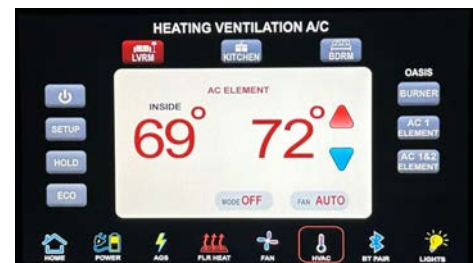 HEATING VENTILATION A/C
LVRM
KITCHEN
BDRM
OASIS
SETUP
HOLD
ECO
AC ELEMENT
INSIDE
69°
72°
MODE OFF
FAN AUTO
BURNER
AC 1
ELEMENT
AC 1&2
ELEMENT
HOME
POWER
AGS
FLR HEAT
FAN
HVAC
BT PAIR
LIGHTS